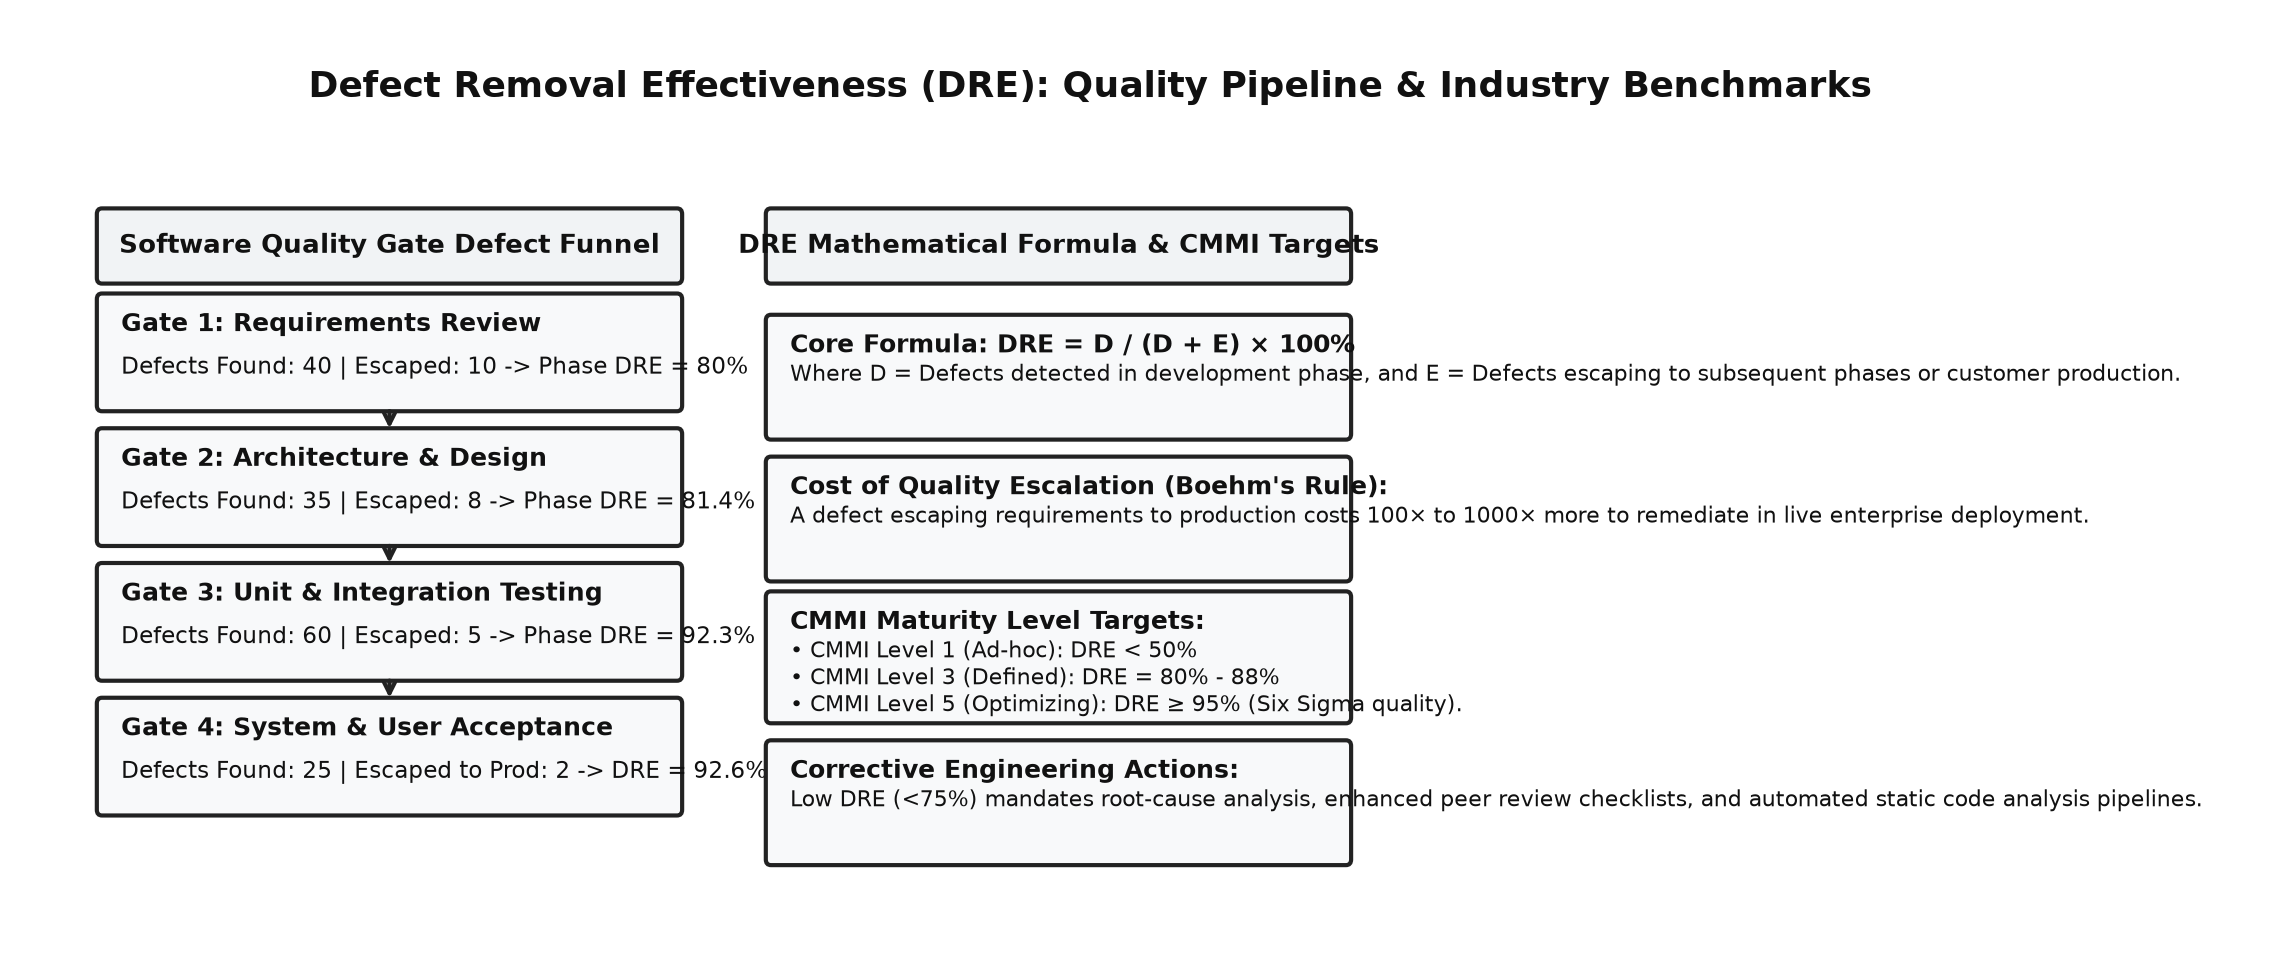 Defect Removal Effectiveness (DRE): Quality Pipeline & Industry Benchmarks
Software Quality Gate Defect Funnel
Gate 1: Requirements Review
Defects Found: 40 | Escaped: 10 -> Phase DRE = 80%
Gate 2: Architecture & Design
Defects Found: 35 | Escaped: 8 -> Phase DRE = 81.4%
Gate 3: Unit & Integration Testing
Defects Found: 60 | Escaped: 5 -> Phase DRE = 92.3%
Gate 4: System & User Acceptance
Defects Found: 25 | Escaped to Prod: 2 -> DRE = 92.6%
DRE Mathematical Formula & CMMI Targets
Core Formula: DRE = D / (D + E) × 100%
Where D = Defects detected in development phase, and E = Defects escaping to subsequent phases or customer production.
Cost of Quality Escalation (Boehm's Rule):
A defect escaping requirements to production costs 100× to 1000× more to remediate in live enterprise deployment.
CMMI Maturity Level Targets:
• CMMI Level 1 (Ad-hoc): DRE < 50%
• CMMI Level 3 (Defined): DRE = 80% - 88%
• CMMI Level 5 (Optimizing): DRE ≥ 95% (Six Sigma quality).
Corrective Engineering Actions:
Low DRE (<75%) mandates root-cause analysis, enhanced peer review checklists, and automated static code analysis pipelines.